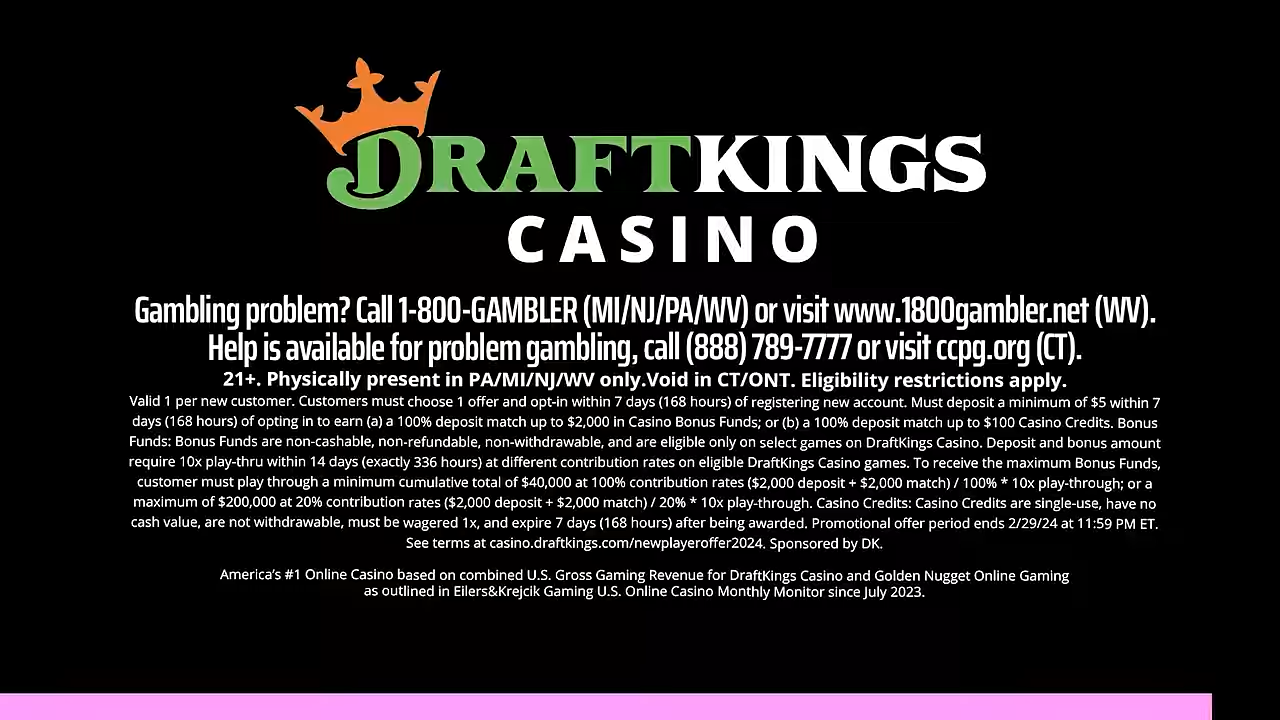 DRAFTKINGS
CASINO
Gambling problem? Call 1-800-GAMBLER (MI/NJ/PA/WV) or visit www.1800gambler.net (WV).
Help is available for problem gambling, call (888) 789-7777 or visit ccpg.org (CT).
21+. Physically present in PA/MI/NJ/WV only.Void in CT/ONT. Eligibility restrictions apply.
Valid 1 per new customer. Customers must choose 1 offer and opt-in within 7 days (168 hours) of registering new account. Must deposit a minimum of $5 within 7
days (168 hours) of opting in to earn (a) a 100% deposit match up to $2,000 in Casino Bonus Funds; or (b) a 100% deposit match up to $100 Casino Credits. Bonus
Funds: Bonus Funds are non-cashable, non-refundable, non-withdrawable, and are eligible only on select games on DraftKings Casino. Deposit and bonus amount
require 10x play-thru within 14 days (exactly 336 hours) at different contribution rates on eligible DraftKings Casino games. To receive the maximum Bonus Funds,
customer must play through a minimum cumulative total of $40,000 at 100% contribution rates ($2,000 deposit + $2,000 match) / 100% * 10x play-through; or a
maximum of $200,000 at 20% contribution rates ($2,000 deposit + $2,000 match) / 20% * 10x play-through. Casino Credits: Casino Credits are single-use, have no
cash value, are not withdrawable, must be wagered 1x, and expire 7 days (168 hours) after being awarded. Promotional offer period ends 2/29/24 at 11:59 PM ET.
See terms at casino.draftkings.com/newplayeroffer2024. Sponsored by DK.
America's #1 Online Casino based on combined U.S. Gross Gaming Revenue for DraftKings Casino and Golden Nugget Online Gaming
as outlined in Eilers&Krejcik Gaming U.S. Online Casino Monthly Monitor since July 2023.